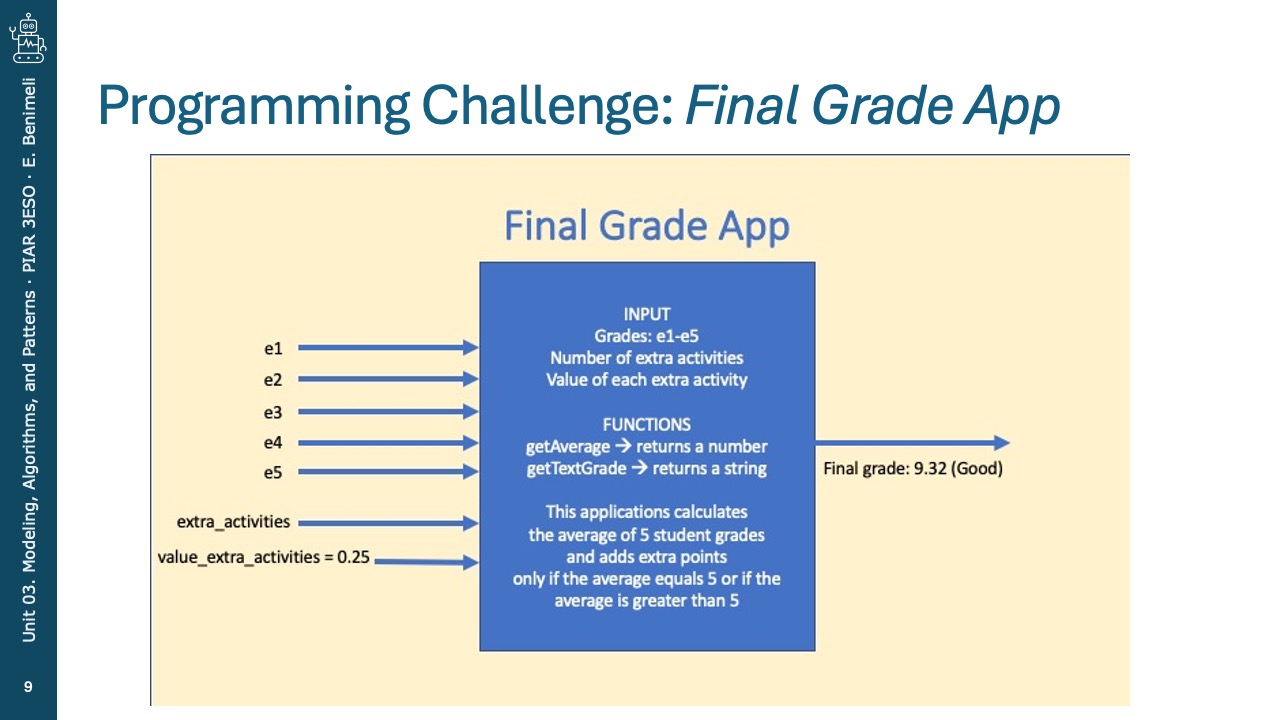 Programming Challenge: Final Grade App
Final Grade App
INPUT
Grades: e1-e5
Number of extra activities
Value of each extra activity
FUNCTIONS
getAverage → returns a number
getTextGrade → returns a string
This applications calculates
the average of 5 student grades
and adds extra points
only if the average equals 5 or if the
average is greater than 5
e1
e2
e3
e4
e5
extra_activities
value_extra_activities = 0.25
Final grade: 9.32 (Good)
Unit 03. Modeling, Algorithms, and Patterns · PIAR 3ESO · E. Benimeli
9